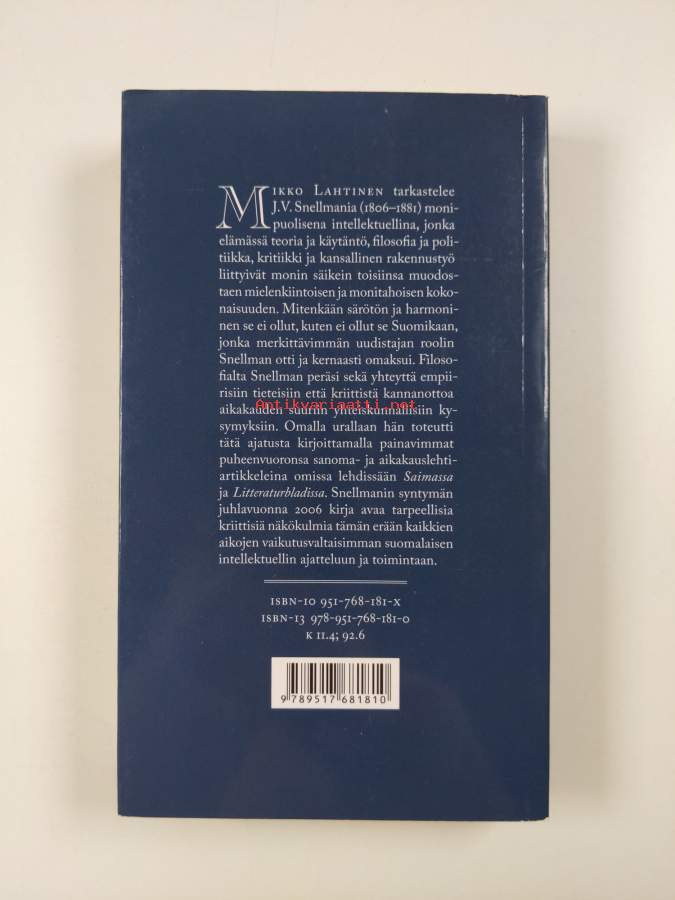 MIKKO LAHTINEN tarkastelee
J.V. Snellmania (1806–1881) moni-
puolisena intellektuellina, jonka
elämässä teoria ja käytäntö, filosofia ja poli-
tiikka, kritiikki ja kansallinen rakennustyö
liittyivät monin säikein toisiinsa muodos-
taen mielenkiintoisen ja monitahoisen koko-
naisuuden. Mitenkään särötön ja harmoni-
nen se ei ollut, kuten ei ollut se Suomikaan,
jonka merkittävimmän uudistajan roolin
Snellman otti ja kernaasti omaksui. Filoso-
fialta Snellman peräsi sekä yhteyttä empii-
risiin tieteisiin että kriittistä kannanottoa
Antikvariaatti.net
aikakauden suuriin yhteiskunnallisiin ky-
symyksiin. Omalla urallaan hän toteutti
tätä ajatusta kirjoittamalla painavimmat
puheenvuoronsa sanoma- ja aikakauslehti-
artikkeleina omissa lehdissään Saimassa
ja Litteraturbladissa. Snellmanin syntymän
juhlavuonna 2006 kirja avaa tarpeellisia
kriittisiä näkökulmia tämän erään kaikkien
aikojen vaikutusvaltaisimman suomalaisen
intellektuellin ajatteluun ja toimintaan.
ISBN-10 951-768-181-X
ISBN-13 978-951-768-181-0
K 11.4; 92.6
9 789517 681810